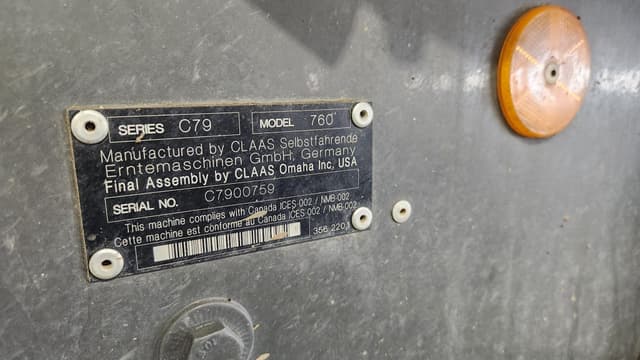 SERIES C79 MODEL 760
Manufactured by CLAAS Selbstfahrende
Erntemaschinen GmbH, Germany
Final Assembly by CLAAS Omaha Inc, USA
SERIAL NO. C7900759
This machine complies with Canada ICES-002 / NMB-002
Cette machine est conforme au Canada ICES-002 / NMB-002
356 220.1